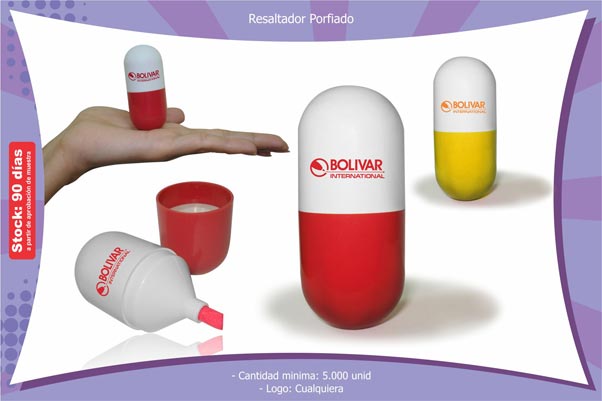 Resaltador Porfiado
BOLIVAR
INTERNATIONAL
BOLIVAR
INTERNATIONAL
BOLIVAR
INTERNATIONAL
Stock: 90 días
a partir de aprobación de muestra
BOLIVAR
INTERNATIONAL
- Cantidad minima: 5.000 unid
- Logo: Cualquiera